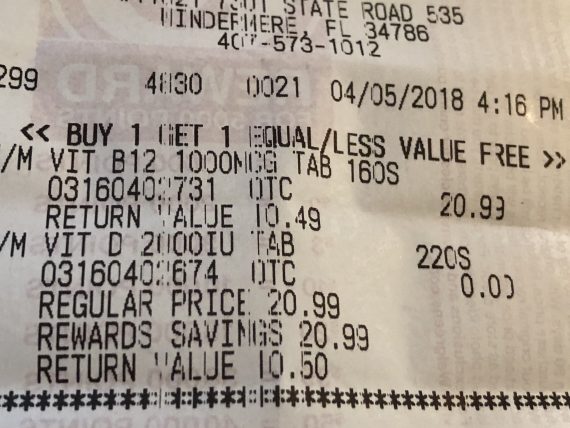 STATE ROAD 535
WINDERMERE, FL 34786
407-573-1012
299 4830 0021 04/05/2018 4:16 PM
<< BUY 1 GET 1 EQUAL/LESS VALUE FREE >>
/M VIT B12 1000MCG TAB 160S
03160402731 OTC 20.99
RETURN VALUE 10.49
/M VIT D 2000IU TAB 220S
03160402674 OTC 0.00
REGULAR PRICE 20.99
REWARDS SAVINGS 20.99
RETURN VALUE 10.50